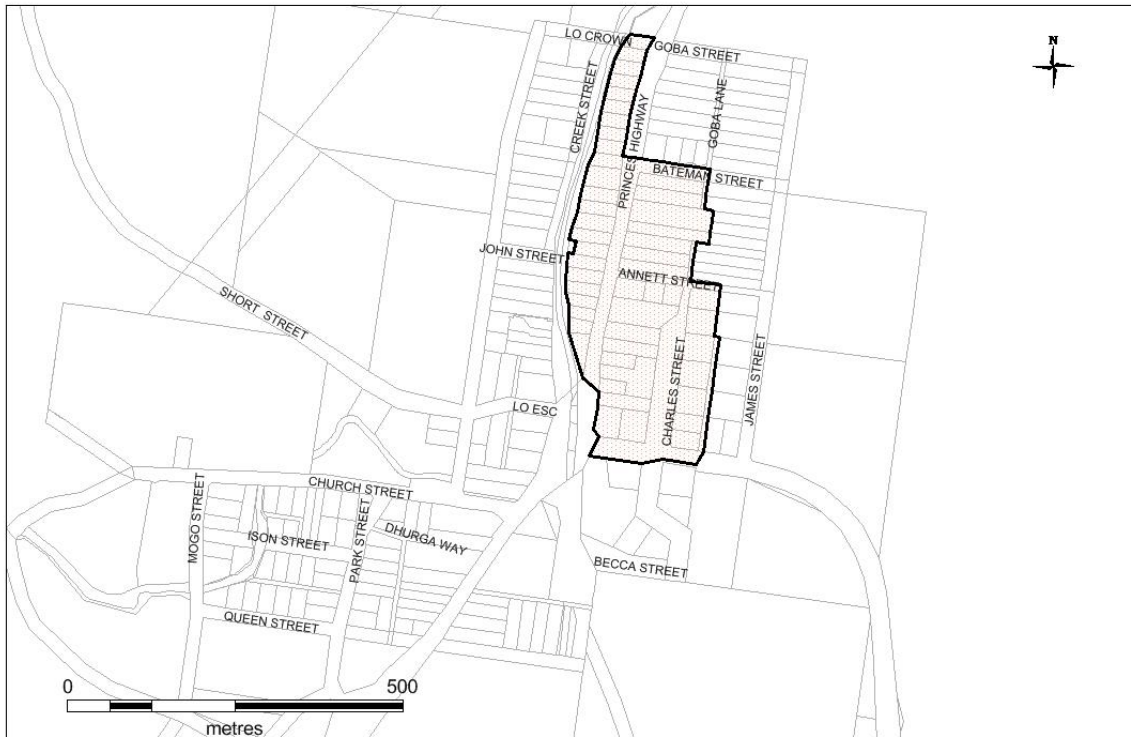 LO CROWN
GOBA STREET
N
CREEK STREET
GOBA LANE
PRINCES HIGHWAY
BATEMAN STREET
JOHN STREET
ANNETT STREET
SHORT STREET
JAMES STREET
CHARLES STREET
LO ESC
CHURCH STREET
MOGO STREET
PARK STREET
DHURGA WAY
ISON STREET
BECCA STREET
QUEEN STREET
0 500
metres